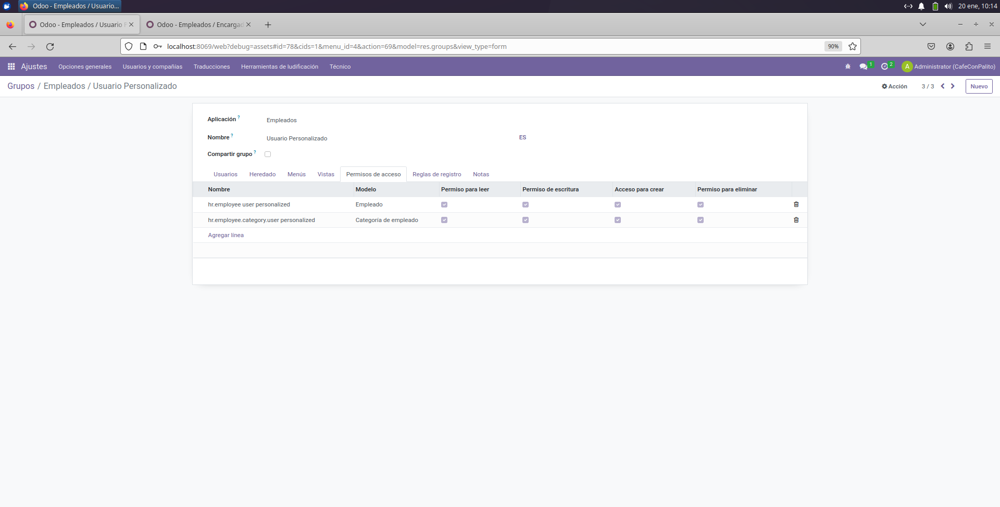 Odoo - Empleados / Usuario...
20 ene, 10:14
Odoo - Empleados / Usuario
Odoo - Empleados / Encargad
localhost:8069/web?debug=assets#id=78&cids=1&menu_id=4&action=69&model=res.groups&view_type=form
90%
Ajustes Opciones generales Usuarios y compañías Traducciones Herramientas de ludificación Técnico
1 2 A Administrator (CafeConPalito)
Grupos / Empleados / Usuario Personalizado
Acción 3 / 3 Nuevo
Aplicación ? Empleados
Nombre ? Usuario Personalizado ES
Compartir grupo ?
Usuarios Heredado Menús Vistas Permisos de acceso Reglas de registro Notas
Nombre Modelo Permiso para leer Permiso de escritura Acceso para crear Permiso para eliminar
hr.employee user personalized Empleado
hr.employee.category.user personalized Categoría de empleado
Agregar línea